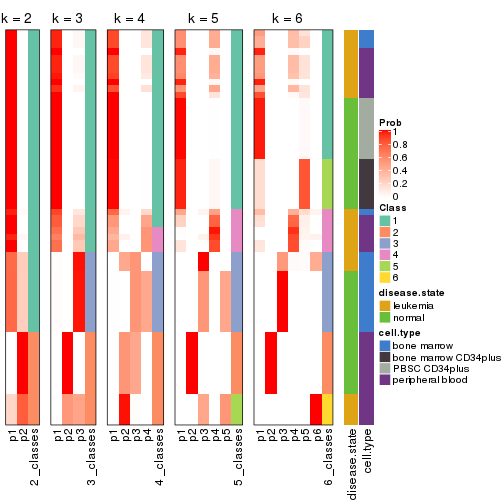 k = 2
k = 3
k = 4
k = 5
k = 6
p1
p2
2_classes
p1
p2
p3
3_classes
p1
p2
p3
p4
4_classes
p1
p2
p3
p4
p5
5_classes
p1
p2
p3
p4
p5
p6
6_classes
disease.state
cell.type
Prob
1
0.8
0.6
0.4
0.2
0
Class
1
2
3
4
5
6
disease.state
leukemia
normal
cell.type
bone marrow
bone marrow CD34plus
PBSC CD34plus
peripheral blood